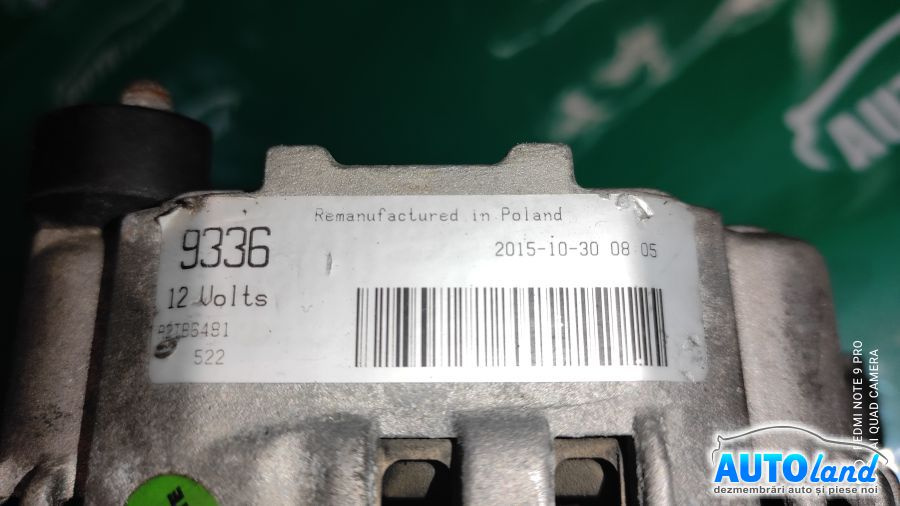 Remanufactured in Poland
9336
2015-10-30 08 05
12 Volts
522
REDMI NOTE 9 PRO
AI QUAD CAMERA
AUTOland
dezmembrări auto și piese noi